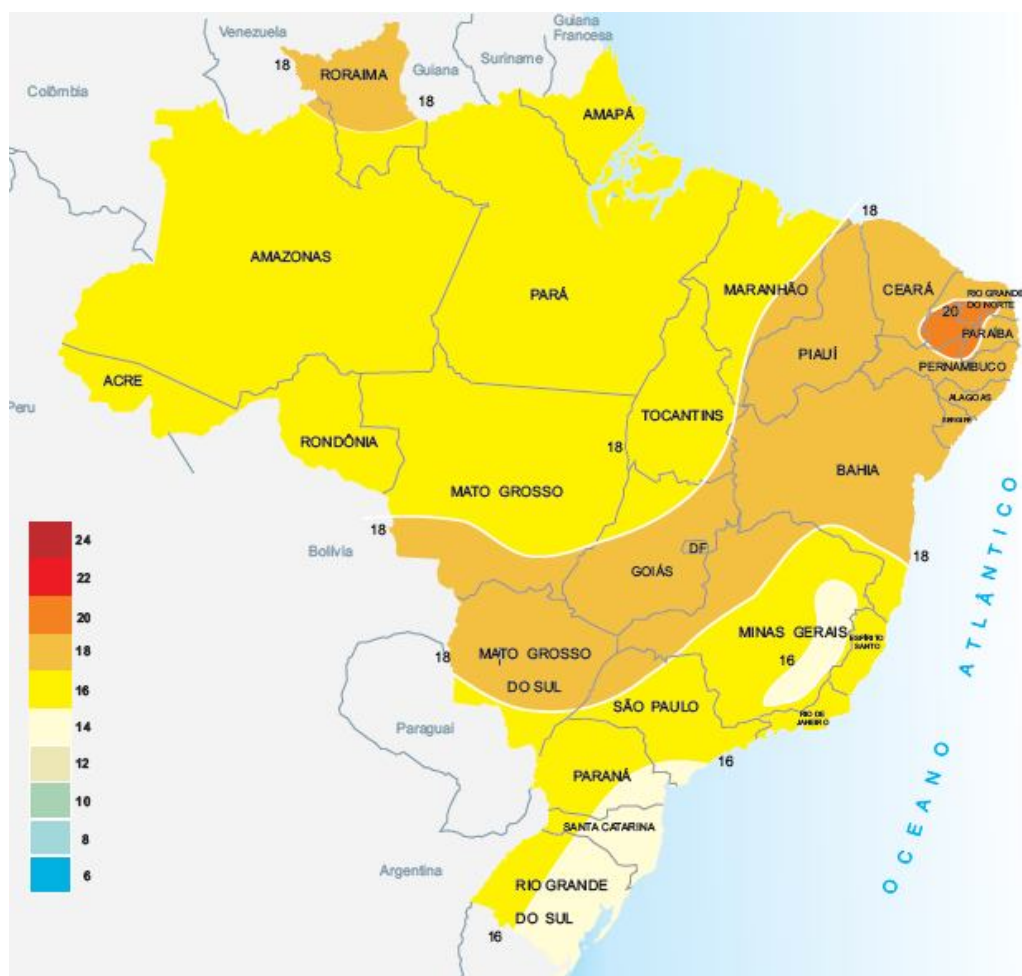 Venezuela
Guiana
Francesa
Suriname
Guiana
Colômbia
18
RORAIMA
18
AMAPÁ
18
AMAZONAS
PARÁ
MARANHÃO
CEARÁ
RIO GRANDE
DO NORTE
20
PARAÍBA
PIAUÍ
PERNAMBUCO
ACRE
ALAGOAS
Peru
TOCANTINS
SERGIPE
RONDÔNIA
18
BAHIA
MATO GROSSO
18
Bolívia
DF
18
GOIÁS
MINAS GERAIS
ESPÍRITO
SANTO
18
MATO GROSSO
DO SUL
16
SÃO PAULO
RIO DE
JANEIRO
Paraguai
16
PARANÁ
SANTA CATARINA
Argentina
RIO GRANDE
DO SUL
16
OCEANO ATLÂNTICO
24
22
20
18
16
14
12
10
8
6